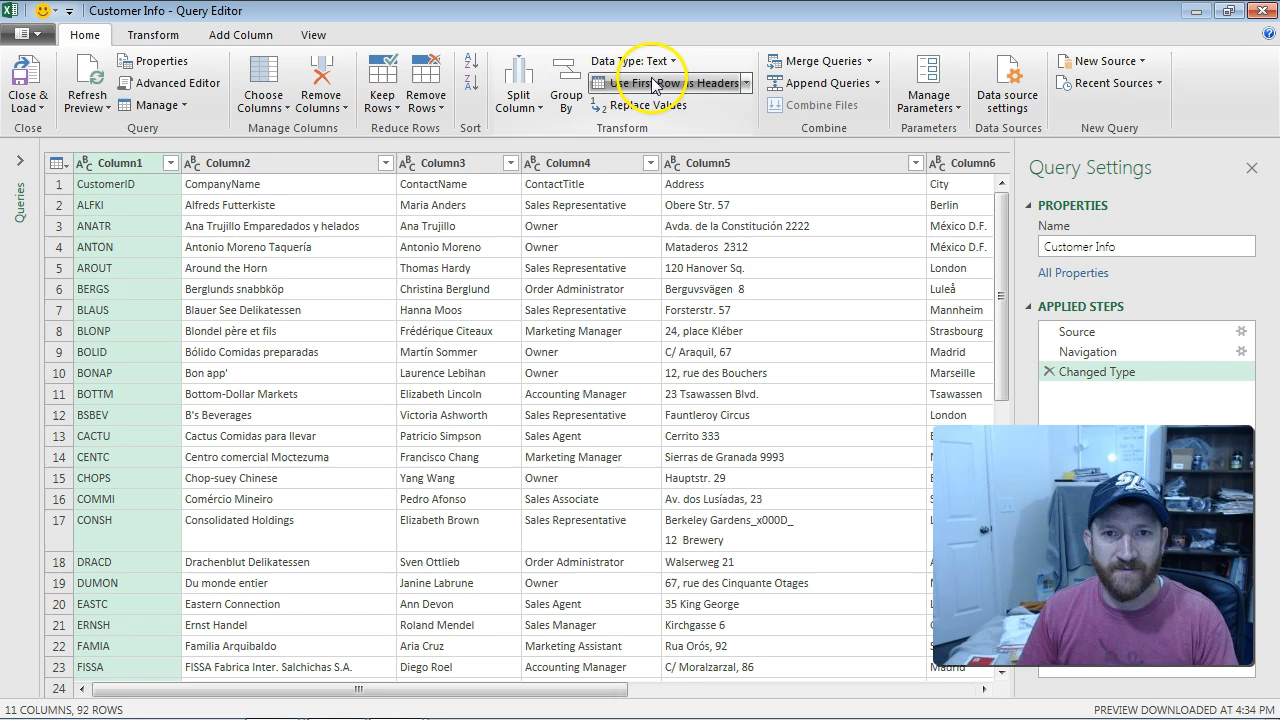 Customer Info - Query Editor
Home Transform Add Column View
Close & Load
Close
Refresh Preview
Properties
Advanced Editor
Manage
Query
Choose Columns
Remove Columns
Manage Columns
Keep Rows
Remove Rows
Reduce Rows
Sort
Split Column
Group By
Data Type: Text
Use First Row as Headers
Replace Values
Transform
Merge Queries
Append Queries
Combine Files
Combine
Manage Parameters
Parameters
Data source settings
Data Sources
New Source
Recent Sources
New Query
Queries
Column1 Column2 Column3 Column4 Column5 Column6
1 CustomerID CompanyName ContactName ContactTitle Address City
2 ALFKI Alfreds Futterkiste Maria Anders Sales Representative Obere Str. 57 Berlin
3 ANATR Ana Trujillo Emparedados y helados Ana Trujillo Owner Avda. de la Constitución 2222 México D.F.
4 ANTON Antonio Moreno Taquería Antonio Moreno Owner Mataderos 2312 México D.F.
5 AROUT Around the Horn Thomas Hardy Sales Representative 120 Hanover Sq. London
6 BERGS Berglunds snabbköp Christina Berglund Order Administrator Berguvsvägen 8 Luleå
7 BLAUS Blauer See Delikatessen Hanna Moos Sales Representative Forsterstr. 57 Mannheim
8 BLONP Blondel père et fils Frédérique Citeaux Marketing Manager 24, place Kléber Strasbourg
9 BOLID Bólido Comidas preparadas Martín Sommer Owner C/ Araquil, 67 Madrid
10 BONAP Bon app' Laurence Lebihan Owner 12, rue des Bouchers Marseille
11 BOTTM Bottom-Dollar Markets Elizabeth Lincoln Accounting Manager 23 Tsawassen Blvd. Tsawassen
12 BSBEV B's Beverages Victoria Ashworth Sales Representative Fauntleroy Circus London
13 CACTU Cactus Comidas para llevar Patricio Simpson Sales Agent Cerrito 333
14 CENTC Centro comercial Moctezuma Francisco Chang Marketing Manager Sierras de Granada 9993
15 CHOPS Chop-suey Chinese Yang Wang Owner Hauptstr. 29
16 COMMI Comércio Mineiro Pedro Afonso Sales Associate Av. dos Lusíadas, 23
17 CONSH Consolidated Holdings Elizabeth Brown Sales Representative Berkeley Gardens_x000D_
12 Brewery
18 DRACD Drachenblut Delikatessen Sven Ottlieb Order Administrator Walserweg 21
19 DUMON Du monde entier Janine Labrune Owner 67, rue des Cinquante Otages
20 EASTC Eastern Connection Ann Devon Sales Agent 35 King George
21 ERNSH Ernst Handel Roland Mendel Sales Manager Kirchgasse 6
22 FAMIA Familia Arquibaldo Aria Cruz Marketing Assistant Rua Orós, 92
23 FISSA FISSA Fabrica Inter. Salchichas S.A. Diego Roel Accounting Manager C/ Moralzarzal, 86 Madrid
24
Query Settings
PROPERTIES
Name
Customer Info
All Properties
APPLIED STEPS
Source
Navigation
Changed Type
11 COLUMNS, 92 ROWS
PREVIEW DOWNLOADED AT 4:34 PM